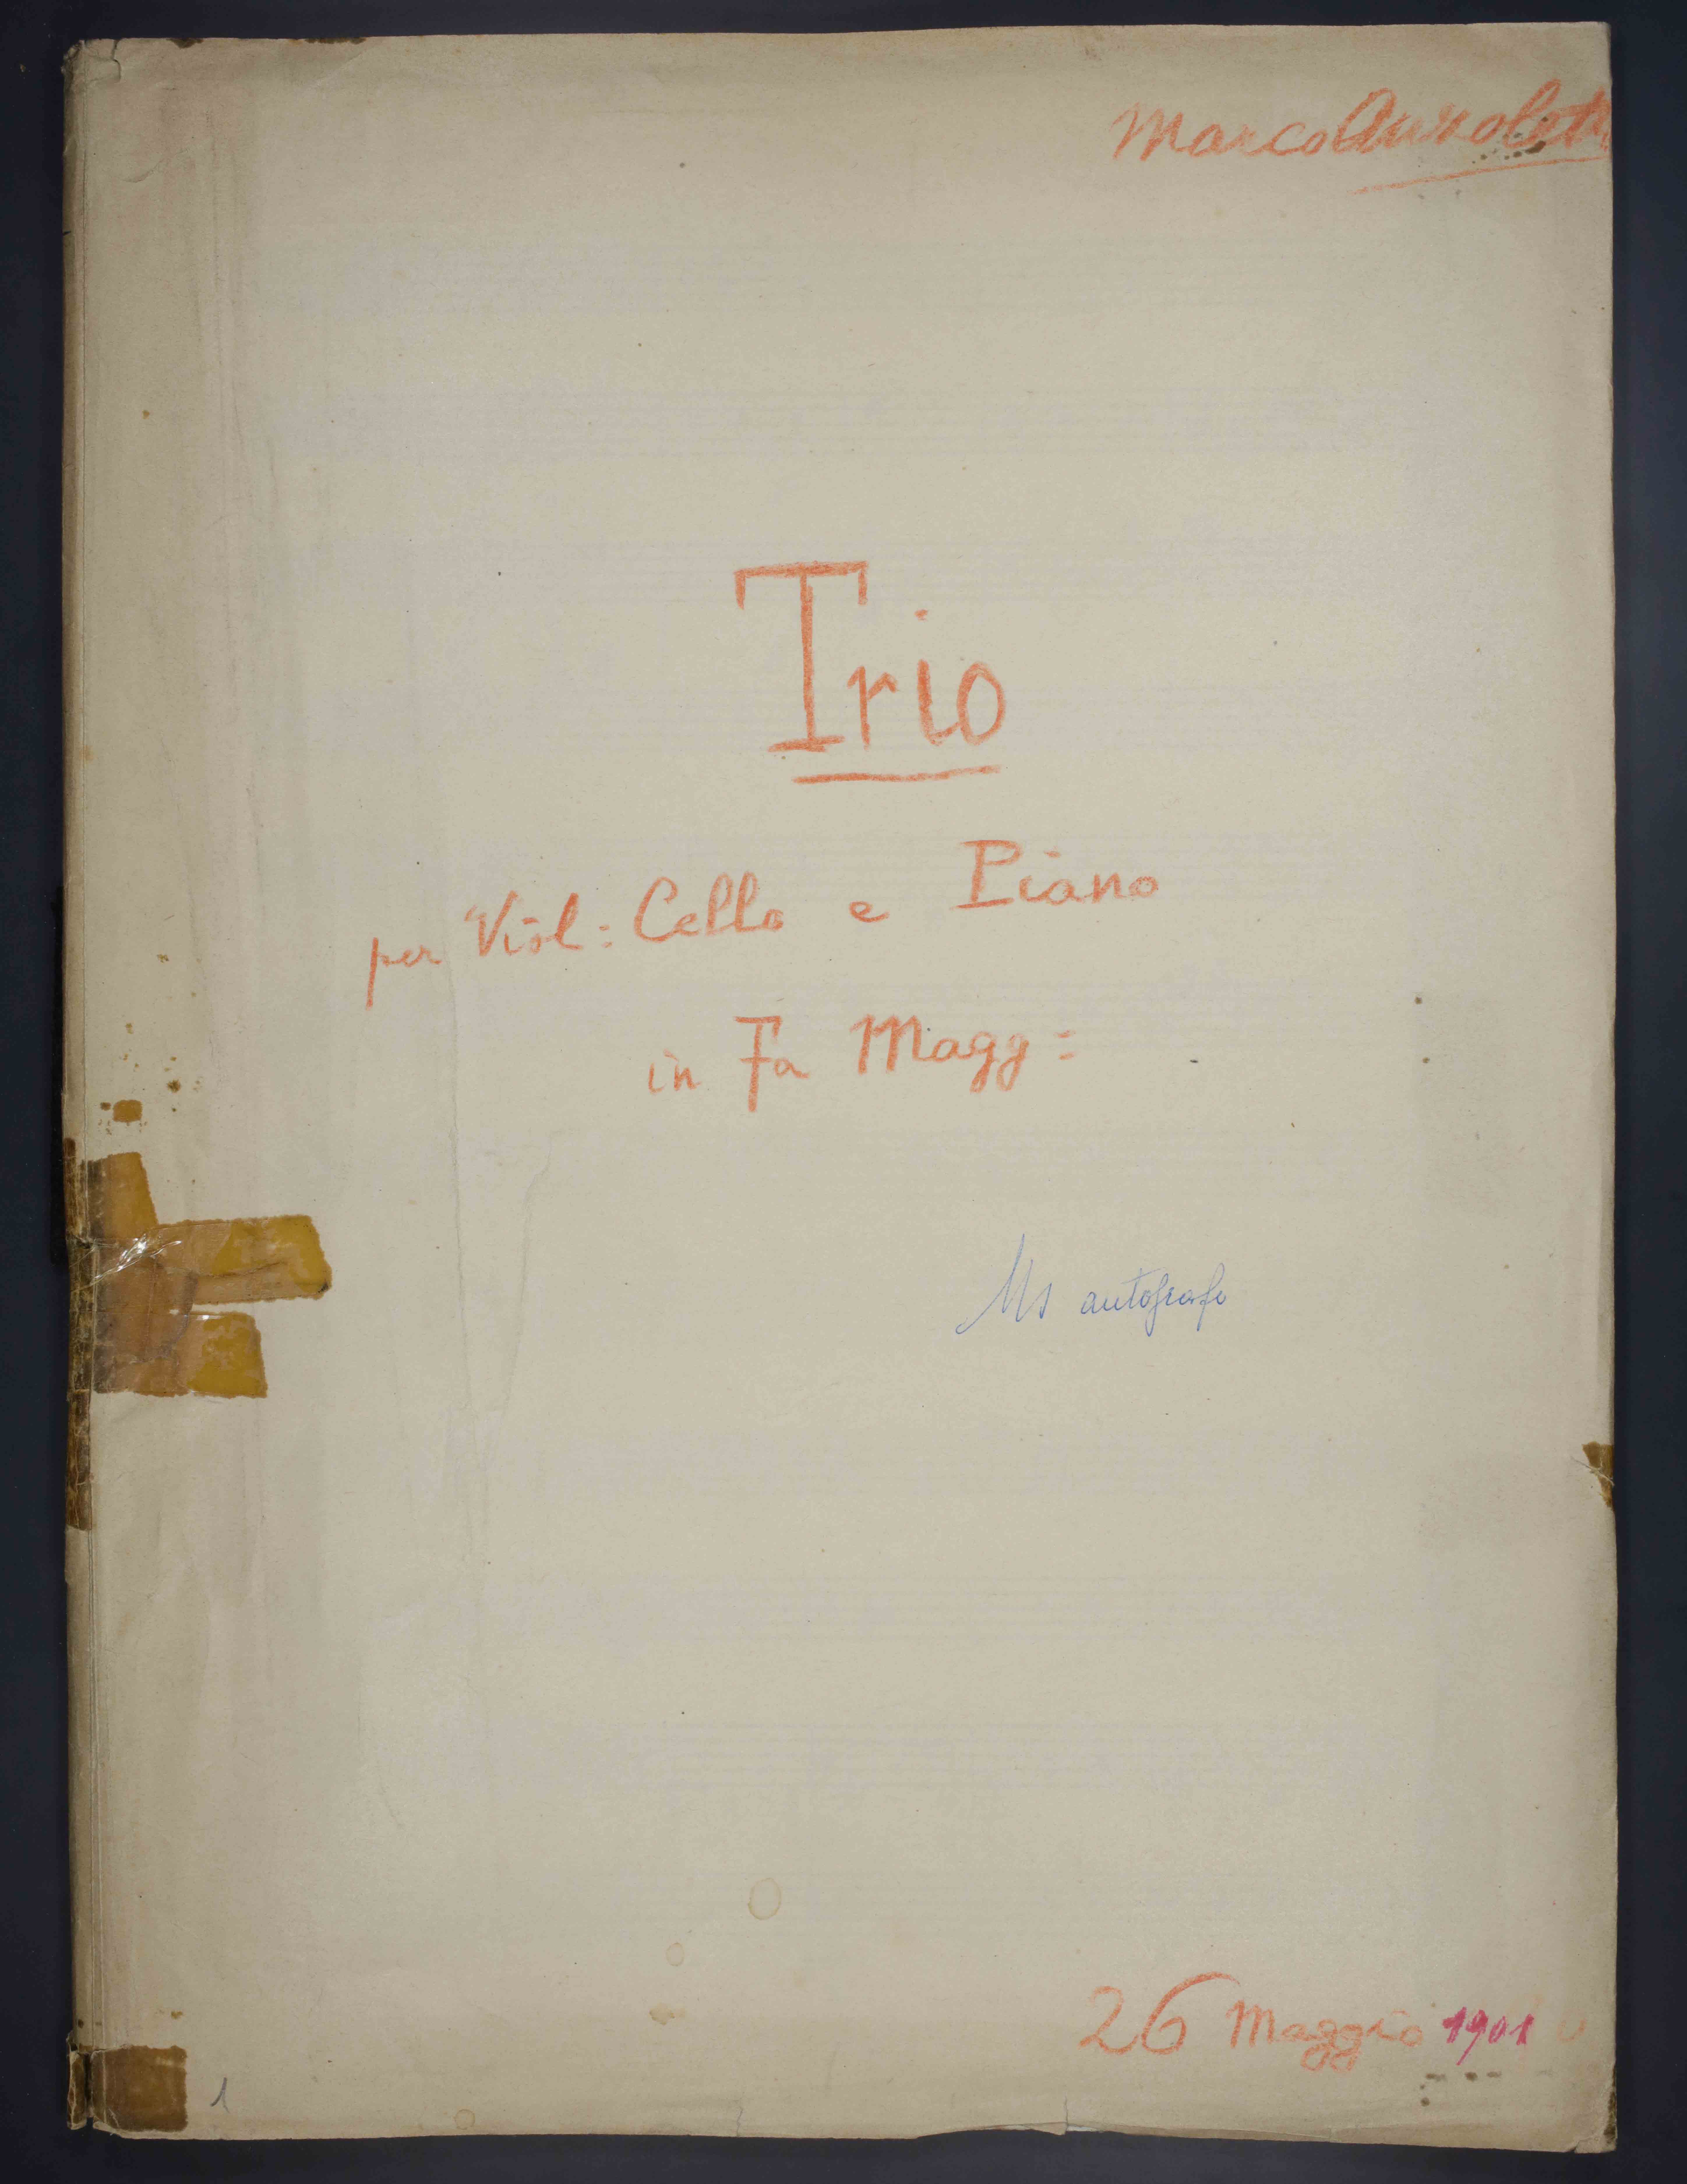 Marco Anzoletti
Trio
per Viol: Cello e Piano
in Fa Magg:
Ms autografo
26 Maggio 1901
1